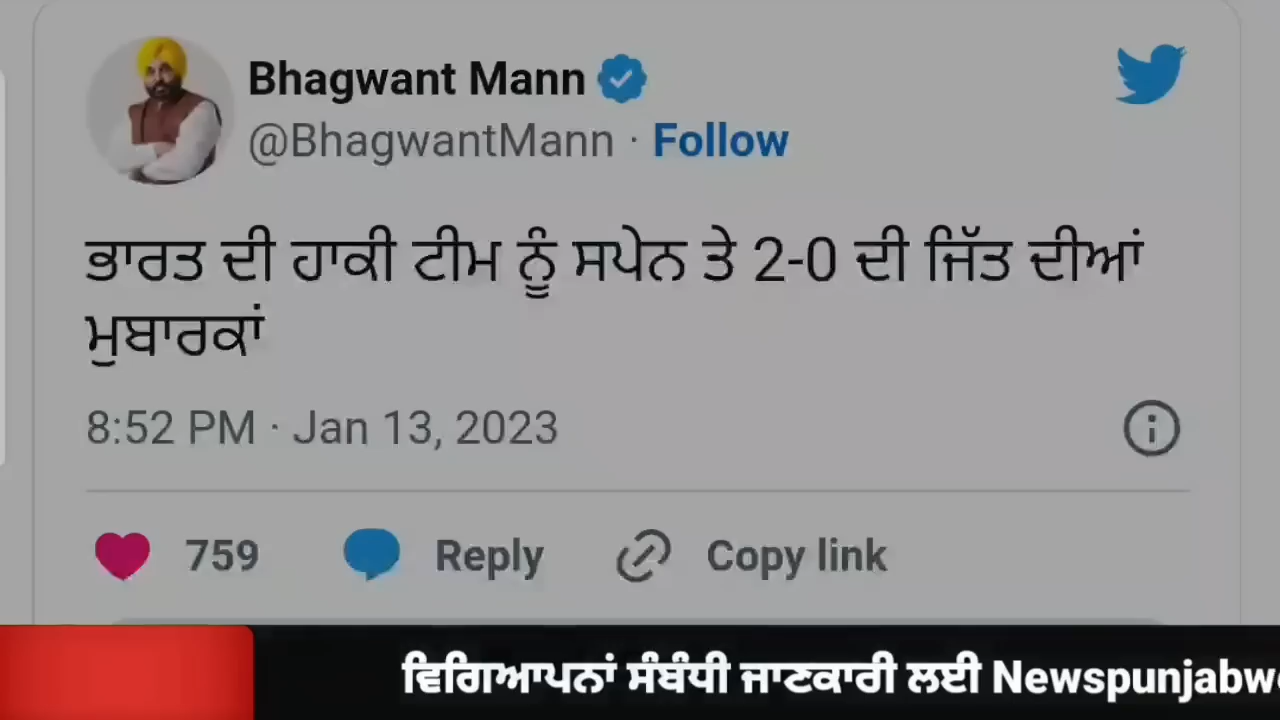 Bhagwant Mann
@BhagwantMann · Follow
ਭਾਰਤ ਦੀ ਹਾਕੀ ਟੀਮ ਨੂੰ ਸਪੇਨ ਤੇ 2-0 ਦੀ ਜਿੱਤ ਦੀਆਂ
ਮੁਬਾਰਕਾਂ
8:52 PM · Jan 13, 2023
759 Reply Copy link
ਵਿਗਿਆਪਨਾਂ ਸੰਬੰਧੀ ਜਾਣਕਾਰੀ ਲਈ Newspunjabw